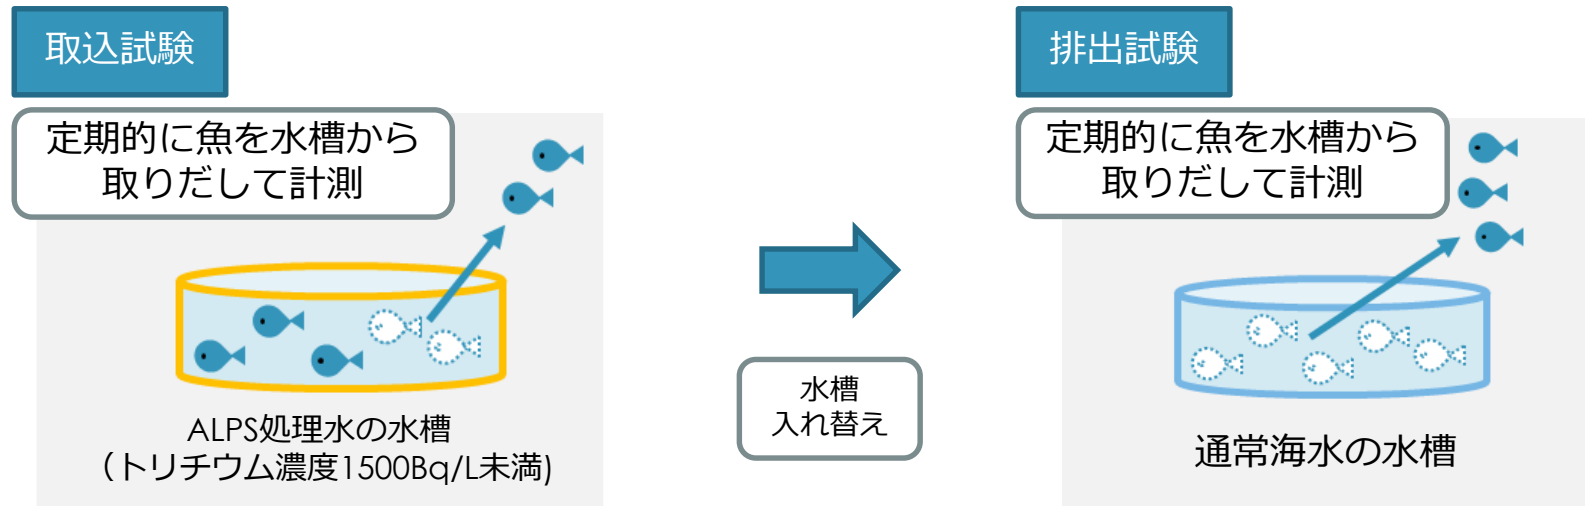 取込試験
定期的に魚を水槽から
取りだして計測
ALPS処理水の水槽
（トリチウム濃度1500Bq/L未満)
水槽
入れ替え
排出試験
定期的に魚を水槽から
取りだして計測
通常海水の水槽